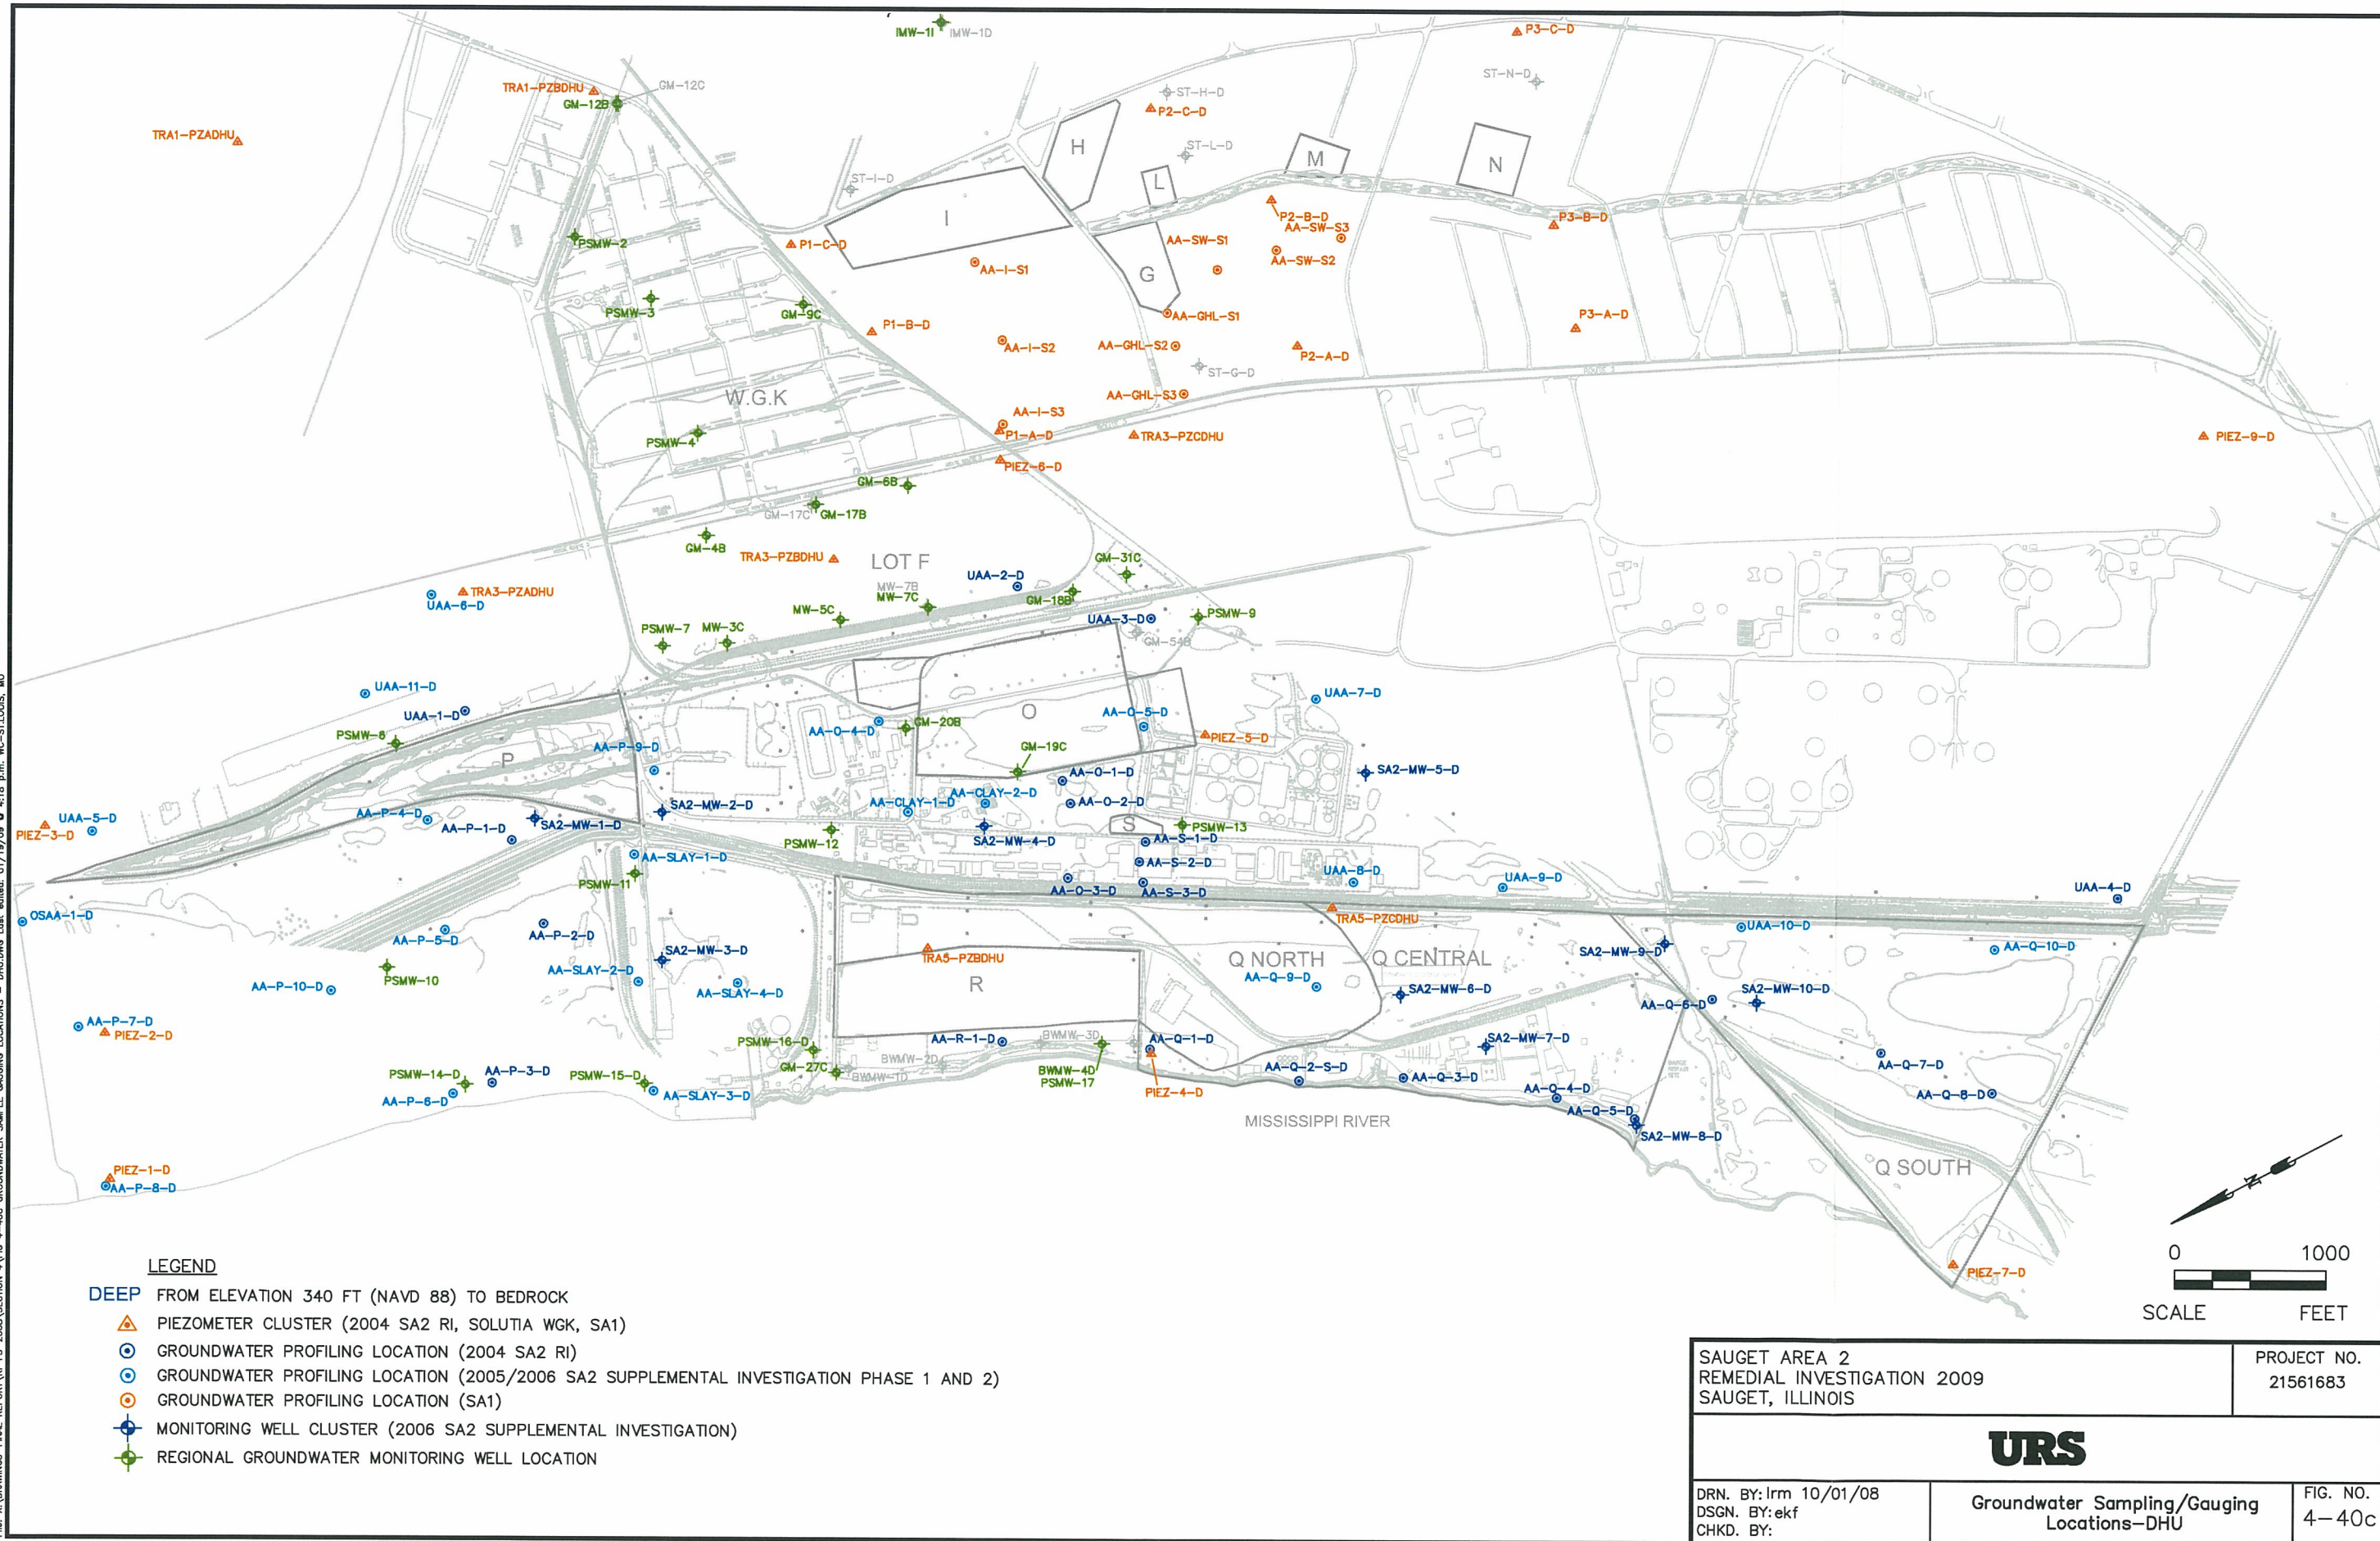 IMW-1I
IMW-1D
P3-C-D
TRA1-PZBDHU
GM-12C
GM-12B
ST-N-D
ST-H-D
P2-C-D
TRA1-PZADHU
H
ST-L-D
M
N
ST-I-D
L
I
P2-B-D
P3-B-D
AA-SW-S3
PSMW-2
P1-C-D
AA-SW-S1
AA-I-S1
AA-SW-S2
G
PSMW-3
GM-9C
AA-GHL-S1
P3-A-D
P1-B-D
AA-I-S2
AA-GHL-S2
P2-A-D
ST-G-D
ROUTE 3
W.G.K
AA-GHL-S3
AA-I-S3
PSMW-4
P1-A-D
TRA3-PZCDHU
PIEZ-9-D
PIEZ-6-D
GM-6B
GM-17C
GM-17B
GM-4B
TRA3-PZBDHU
LOT F
GM-31C
UAA-2-D
MW-7B
TRA3-PZADHU
MW-7C
GM-18B
UAA-6-D
MW-5C
PSMW-9
UAA-3-D
PSMW-7
MW-3C
GM-54B
UAA-11-D
UAA-7-D
UAA-1-D
O
AA-O-5-D
GM-20B
AA-O-4-D
PSMW-8
PIEZ-5-D
AA-P-9-D
GM-19C
P
AA-O-1-D
SA2-MW-5-D
AA-CLAY-2-D
AA-CLAY-1-D
AA-O-2-D
SA2-MW-2-D
AA-P-4-D
UAA-5-D
S
AA-P-1-D
SA2-MW-1-D
PSMW-13
PIEZ-3-D
SA2-MW-4-D
AA-S-1-D
PSMW-12
AA-SLAY-1-D
AA-S-2-D
UAA-8-D
UAA-9-D
PSMW-11
AA-O-3-D
AA-S-3-D
UAA-4-D
OSAA-1-D
TRA5-PZCDHU
UAA-10-D
AA-P-5-D
AA-P-2-D
SA2-MW-3-D
TRA5-PZBDHU
Q NORTH
Q CENTRAL
SA2-MW-9-D
AA-Q-10-D
AA-SLAY-2-D
AA-Q-9-D
PSMW-10
R
AA-P-10-D
AA-SLAY-4-D
SA2-MW-6-D
SA2-MW-10-D
AA-Q-6-D
AA-P-7-D
PIEZ-2-D
PSMW-16-D
AA-R-1-D
BWMW-3D
AA-Q-1-D
SA2-MW-7-D
BWMW-2D
AA-Q-7-D
GM-27C
BWMW-1D
BWMW-4D
PSMW-17
AA-Q-2-S-D
PSMW-14-D
AA-P-3-D
PSMW-15-D
AA-Q-3-D
AA-Q-4-D
AA-P-6-D
AA-SLAY-3-D
PIEZ-4-D
AA-Q-8-D
AA-Q-5-D
MISSISSIPPI RIVER
SA2-MW-8-D
PIEZ-1-D
AA-P-8-D
Q SOUTH
N
PIEZ-7-D
0 1000
SCALE FEET
LEGEND
DEEP FROM ELEVATION 340 FT (NAVD 88) TO BEDROCK
PIEZOMETER CLUSTER (2004 SA2 RI, SOLUTIA WGK, SA1)
GROUNDWATER PROFILING LOCATION (2004 SA2 RI)
GROUNDWATER PROFILING LOCATION (2005/2006 SA2 SUPPLEMENTAL INVESTIGATION PHASE 1 AND 2)
GROUNDWATER PROFILING LOCATION (SA1)
MONITORING WELL CLUSTER (2006 SA2 SUPPLEMENTAL INVESTIGATION)
REGIONAL GROUNDWATER MONITORING WELL LOCATION
SAUGET AREA 2
REMEDIAL INVESTIGATION 2009
SAUGET, ILLINOIS
PROJECT NO.
21561683
URS
DRN. BY: lrm 10/01/08
DSGN. BY: ekf
CHKD. BY:
Groundwater Sampling/Gauging
Locations-DHU
FIG. NO.
4-40c